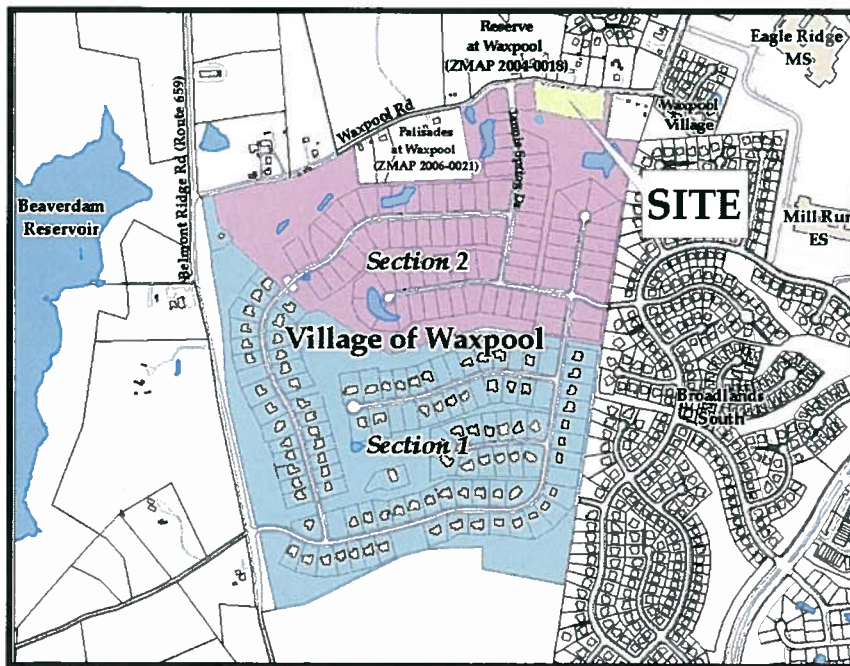 Reserve
at Waxpool
(ZMAP 2004-0018)
Eagle Ridge
MS
Waxpool Rd
Waxpool
Village
Palisades
at Waxpool
(ZMAP 2006-0021)
Belmont Ridge Rd (Route 659)
Beaverdam
Reservoir
SITE
Mill Run
ES
Section 2
Village of Waxpool
Broadlands
South
Section 1